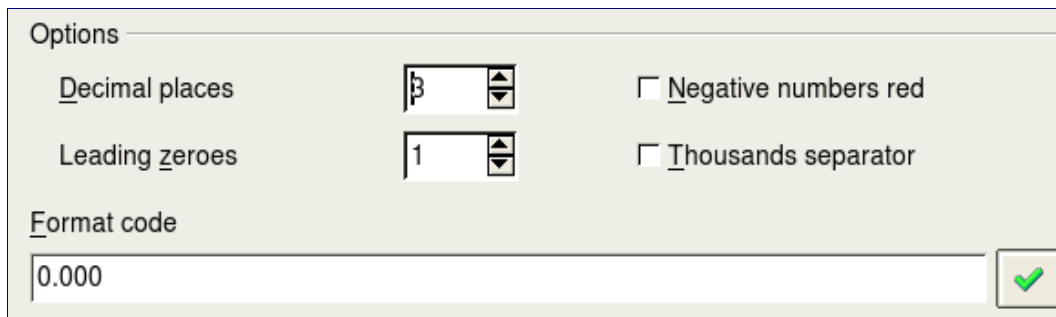 Options
Decimal places 3 Negative numbers red
Leading zeroes 1 Thousands separator
Format code
0.000